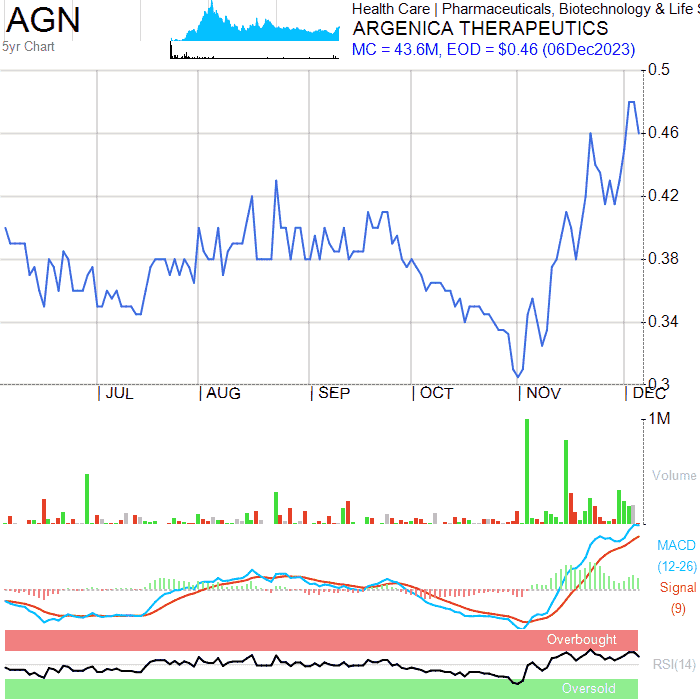 AGN
5yr Chart
Health Care | Pharmaceuticals, Biotechnology & Life S
ARGENICA THERAPEUTICS
MC = 43.6M, EOD = $0.46 (06Dec2023)
0.5
0.46
0.42
0.38
0.34
0.3
JUL AUG SEP OCT NOV DEC
1M
Volume
MACD
(12-26)
Signal
(9)
Overbought
RSI(14)
Oversold